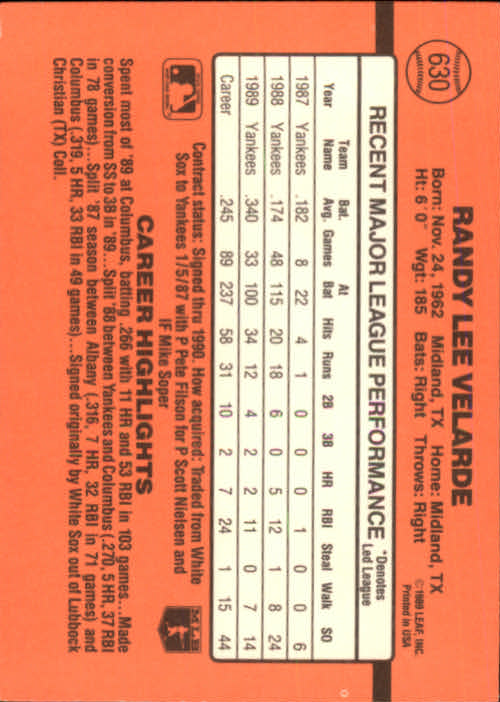 630
RANDY LEE VELARDE
Born: Nov. 24, 1962 Midland, TX Home: Midland, TX
Ht: 6' 0" Wgt: 185 Bats: Right Throws: Right
©1989 LEAF, INC.
Printed in USA
RECENT MAJOR LEAGUE PERFORMANCE *Denotes Led League
Year Team Name Bat. Avg. Games At Bat Hits Runs 2B 3B HR RBI Steal Walk SO
1987 Yankees .182 8 22 4 1 0 0 0 1 0 0 6
1988 Yankees .174 48 115 20 18 6 0 5 12 1 8 24
1989 Yankees .340 33 100 34 12 4 2 2 11 0 7 14
Career .245 89 237 58 31 10 2 7 24 1 15 44
Contract status: Signed thru 1990. How acquired: Traded from White
Sox to Yankees 1/5/87 with P Pete Filson for P Scott Nielsen and
IF Mike Soper
MLB
CAREER HIGHLIGHTS
Spent most of '89 at Columbus, batting .266 with 11 HR and 53 RBI in 103 games...Made
conversion from SS to 3B in '89...Split '88 between Yankees and Columbus (.270, 5 HR, 37 RBI
in 78 games)...Split '87 season between Albany (.316, 7 HR, 32 RBI in 71 games) and
Columbus (.319, 5 HR, 33 RBI in 49 games)...Signed originally by White Sox out of Lubbock
Christian (TX) Coll.